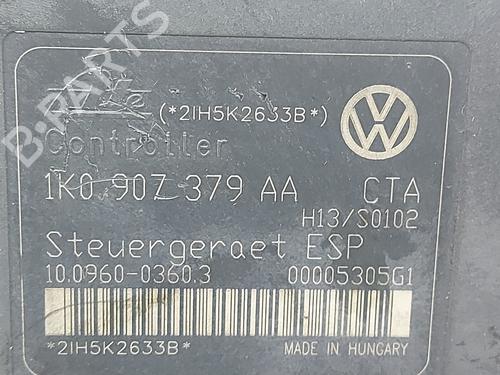 (*2IH5K2633B*)
Controller
1K0 907 379 AA CTA
H13/S0102
Steuergeraet ESP
10.0960-0360.3 00005305G1
*2IH5K2633B*
MADE IN HUNGARY
B-PARTS